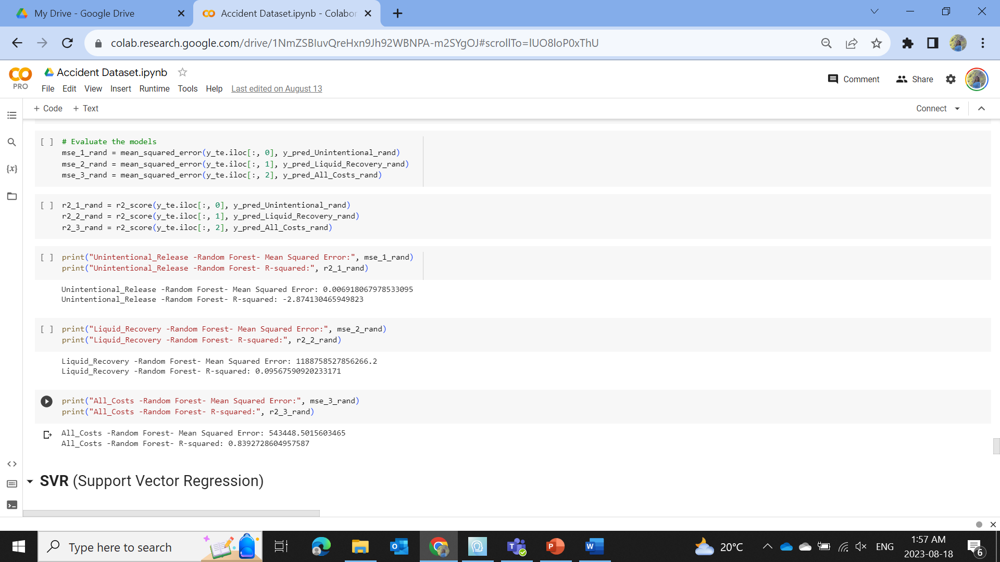 My Drive - Google Drive
Accident Dataset.ipynb - Colabor
colab.research.google.com/drive/1NmZSBIuvQreHxn9Jh92WBNPA-m2SYgOJ#scrollTo=lUO8loP0xThU
PRO
Accident Dataset.ipynb
File Edit View Insert Runtime Tools Help Last edited on August 13
Comment Share
+ Code + Text
Connect
[ ] # Evaluate the models
mse_1_rand = mean_squared_error(y_te.iloc[:, 0], y_pred_Unintentional_rand)
mse_2_rand = mean_squared_error(y_te.iloc[:, 1], y_pred_Liquid_Recovery_rand)
mse_3_rand = mean_squared_error(y_te.iloc[:, 2], y_pred_All_Costs_rand)
[ ] r2_1_rand = r2_score(y_te.iloc[:, 0], y_pred_Unintentional_rand)
r2_2_rand = r2_score(y_te.iloc[:, 1], y_pred_Liquid_Recovery_rand)
r2_3_rand = r2_score(y_te.iloc[:, 2], y_pred_All_Costs_rand)
[ ] print("Unintentional_Release -Random Forest- Mean Squared Error:", mse_1_rand)
print("Unintentional_Release -Random Forest- R-squared:", r2_1_rand)
Unintentional_Release -Random Forest- Mean Squared Error: 0.006918067978533095
Unintentional_Release -Random Forest- R-squared: -2.874130465949823
[ ] print("Liquid_Recovery -Random Forest- Mean Squared Error:", mse_2_rand)
print("Liquid_Recovery -Random Forest- R-squared:", r2_2_rand)
Liquid_Recovery -Random Forest- Mean Squared Error: 1188758527856266.2
Liquid_Recovery -Random Forest- R-squared: 0.09567590920233171
print("All_Costs -Random Forest- Mean Squared Error:", mse_3_rand)
print("All_Costs -Random Forest- R-squared:", r2_3_rand)
All_Costs -Random Forest- Mean Squared Error: 543448.5015603465
All_Costs -Random Forest- R-squared: 0.8392728604957587
SVR (Support Vector Regression)
Type here to search
20°C
ENG
1:57 AM
2023-08-18
6